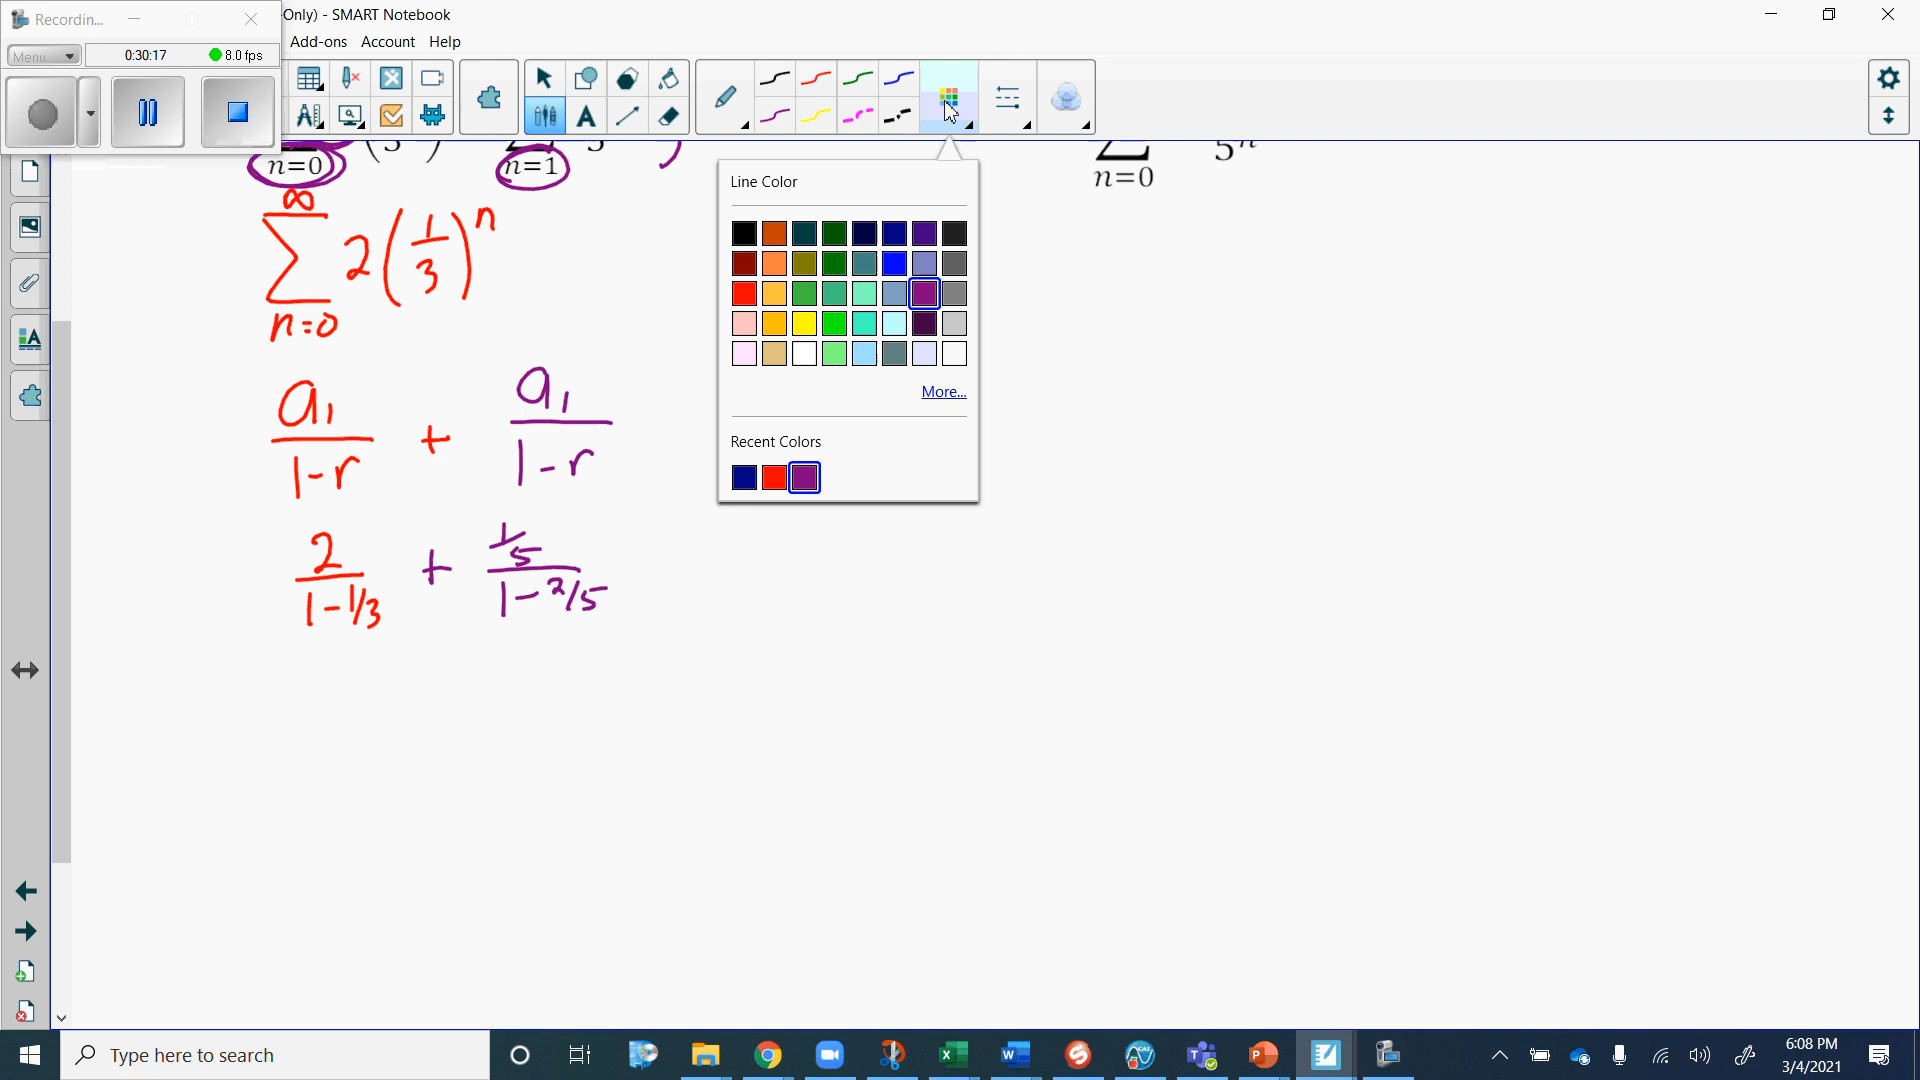 Recordin...
Only) - SMART Notebook
Menu
0:30:17
8.0 fps
Add-ons Account Help
n=0
n=1
n=0
5ⁿ
∞
∑ 2(1/3)ⁿ
n=0
a₁/(1-r) + a₁/(1-r)
2/(1-1/3) + (1/5)/(1-2/5)
Line Color
More...
Recent Colors
Type here to search
6:08 PM
3/4/2021